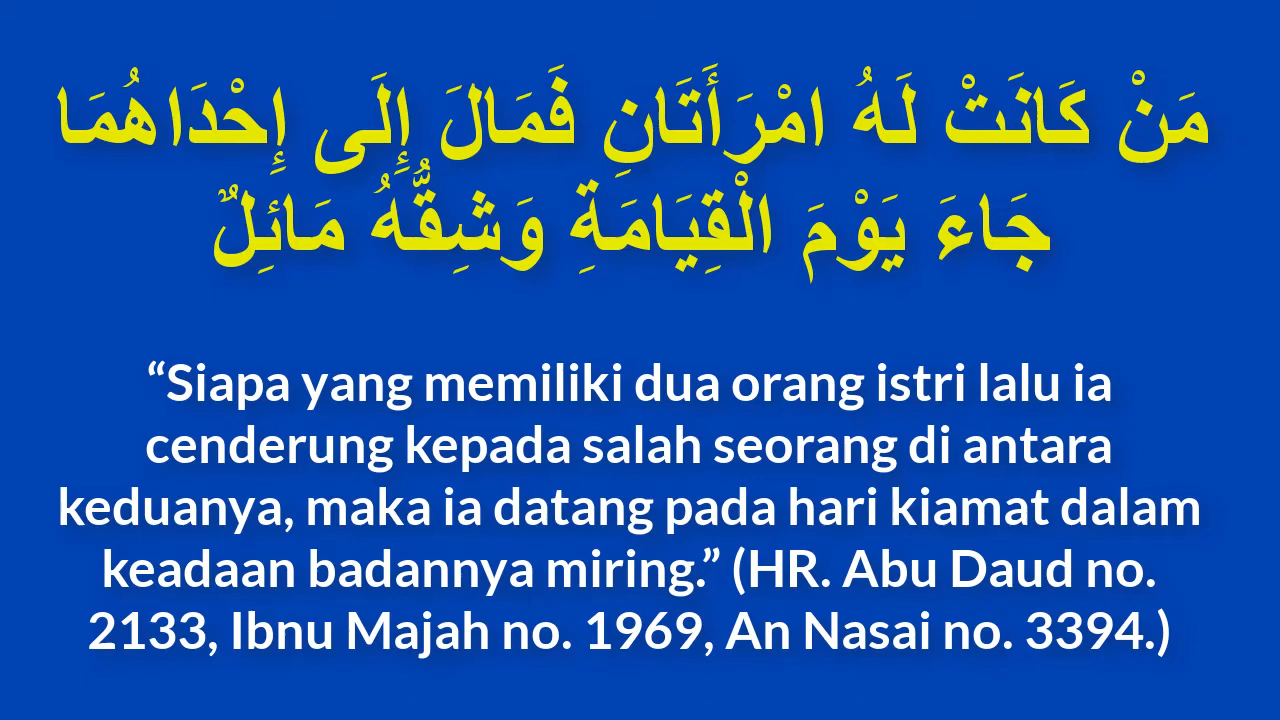 مَنْ كَانَتْ لَهُ امْرَأَتَانِ فَمَالَ إِلَى إِحْدَاهُمَا
جَاءَ يَوْمَ الْقِيَامَةِ وَشِقُّهُ مَائِلٌ
“Siapa yang memiliki dua orang istri lalu ia
cenderung kepada salah seorang di antara
keduanya, maka ia datang pada hari kiamat dalam
keadaan badannya miring.” (HR. Abu Daud no.
2133, Ibnu Majah no. 1969, An Nasai no. 3394.)